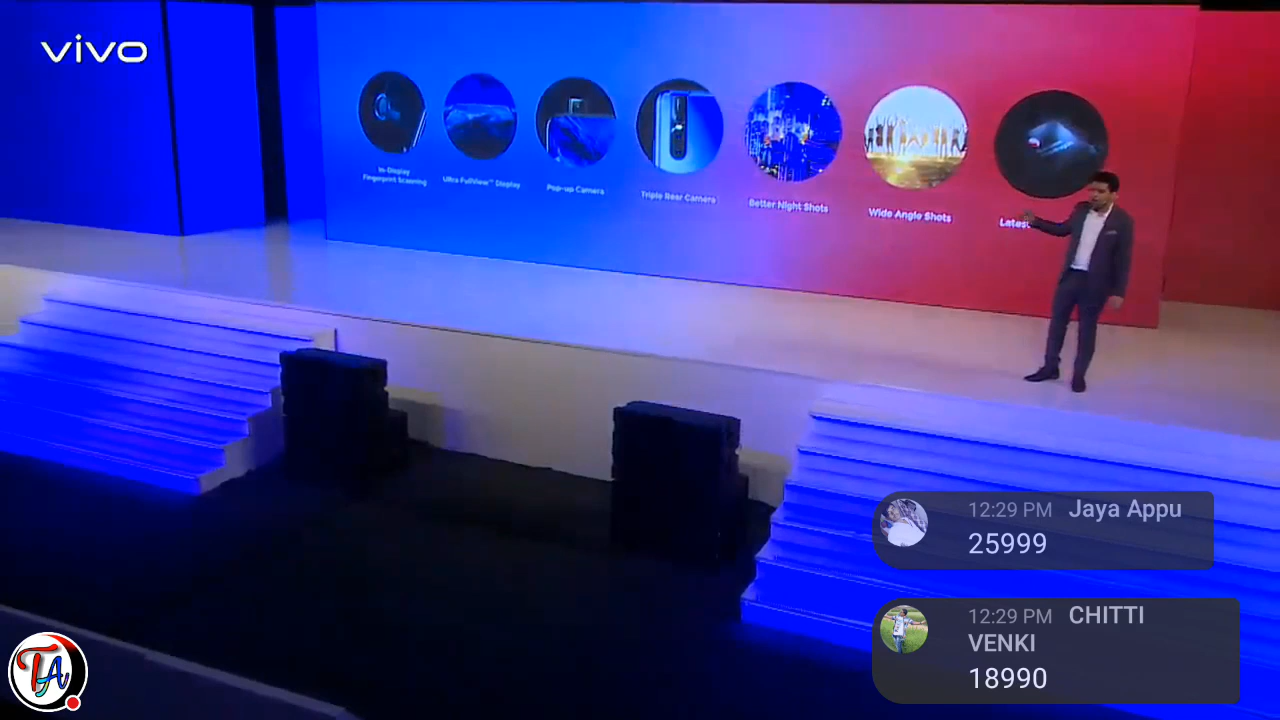 vivo
In-Display
Fingerprint Scanning
Ultra FullView™ Display
Pop-up Camera
Triple Rear Camera
Better Night Shots
Wide Angle Shots
Latest
12:29 PM Jaya Appu
25999
12:29 PM CHITTI
VENKI
18990
TA